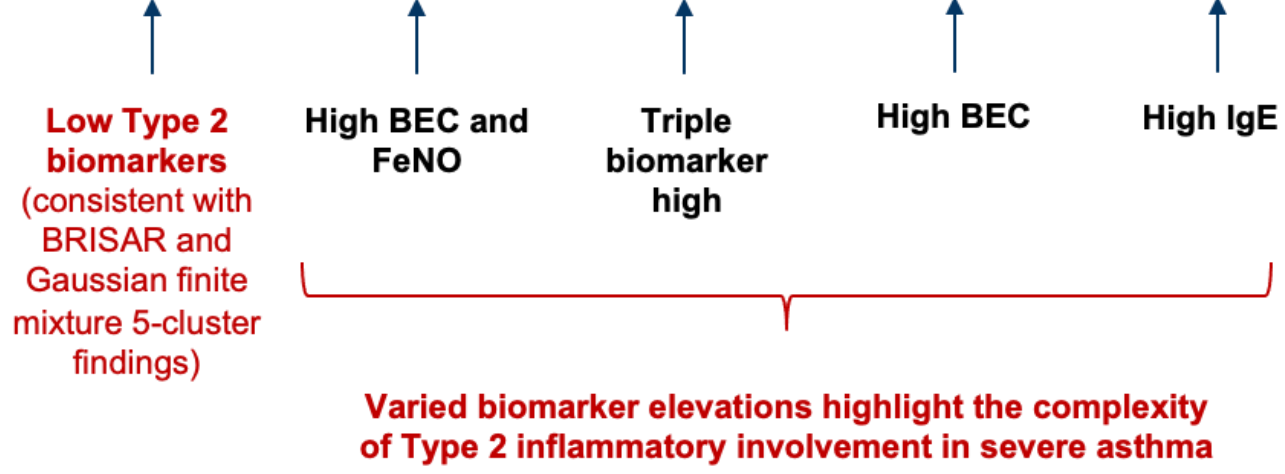 Low Type 2
biomarkers
(consistent with
BRISAR and
Gaussian finite
mixture 5-cluster
findings)
High BEC and
FeNO
Triple
biomarker
high
High BEC
High IgE
Varied biomarker elevations highlight the complexity
of Type 2 inflammatory involvement in severe asthma